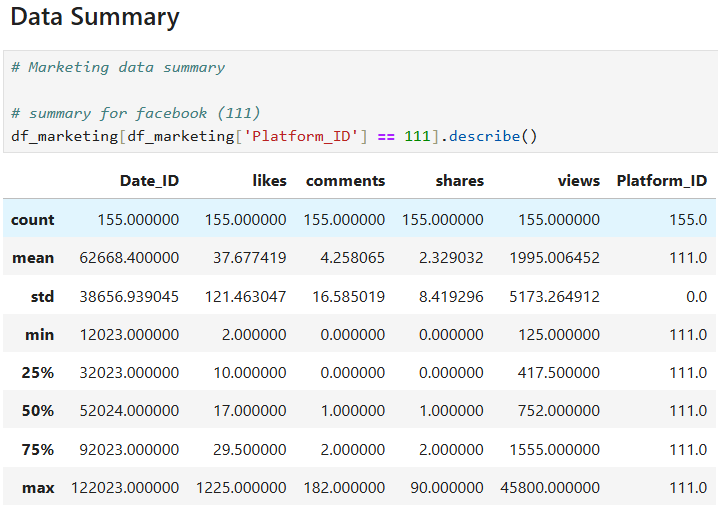 Data Summary
# Marketing data summary
# summary for facebook (111)
df_marketing[df_marketing['Platform_ID'] == 111].describe()
Date_ID likes comments shares views Platform_ID
count 155.000000 155.000000 155.000000 155.000000 155.000000 155.0
mean 62668.400000 37.677419 4.258065 2.329032 1995.006452 111.0
std 38656.939045 121.463047 16.585019 8.419296 5173.264912 0.0
min 12023.000000 2.000000 0.000000 0.000000 125.000000 111.0
25% 32023.000000 10.000000 0.000000 0.000000 417.500000 111.0
50% 52024.000000 17.000000 1.000000 1.000000 752.000000 111.0
75% 92023.000000 29.500000 2.000000 2.000000 1555.000000 111.0
max 122023.000000 1225.000000 182.000000 90.000000 45800.000000 111.0